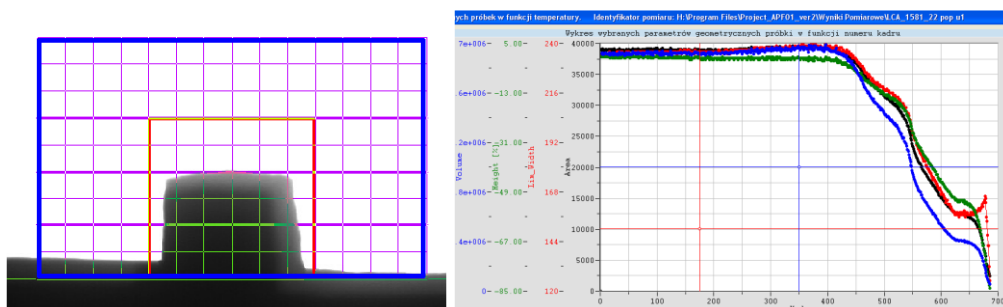 ych próbek w funkcji temperatury. Identyfikator pomiaru: H:\Program Files\Project_APF01_ver2\Wyniki Pomiarowe\LCA_1581_22 pop u1
Wykres wybranych parametrów geometrycznych próbki w funkcji numeru kadru
7e+006 5.00 240 40000
35000
6e+006 -13.00 216 30000
25000
Volume Height [%] -31.00 Lim_Width 192 Area
20000
-49.00 168
15000
4e+006 -67.00 144 10000
5000
0 -85.00 120 0
0 100 200 300 400 500 600 700